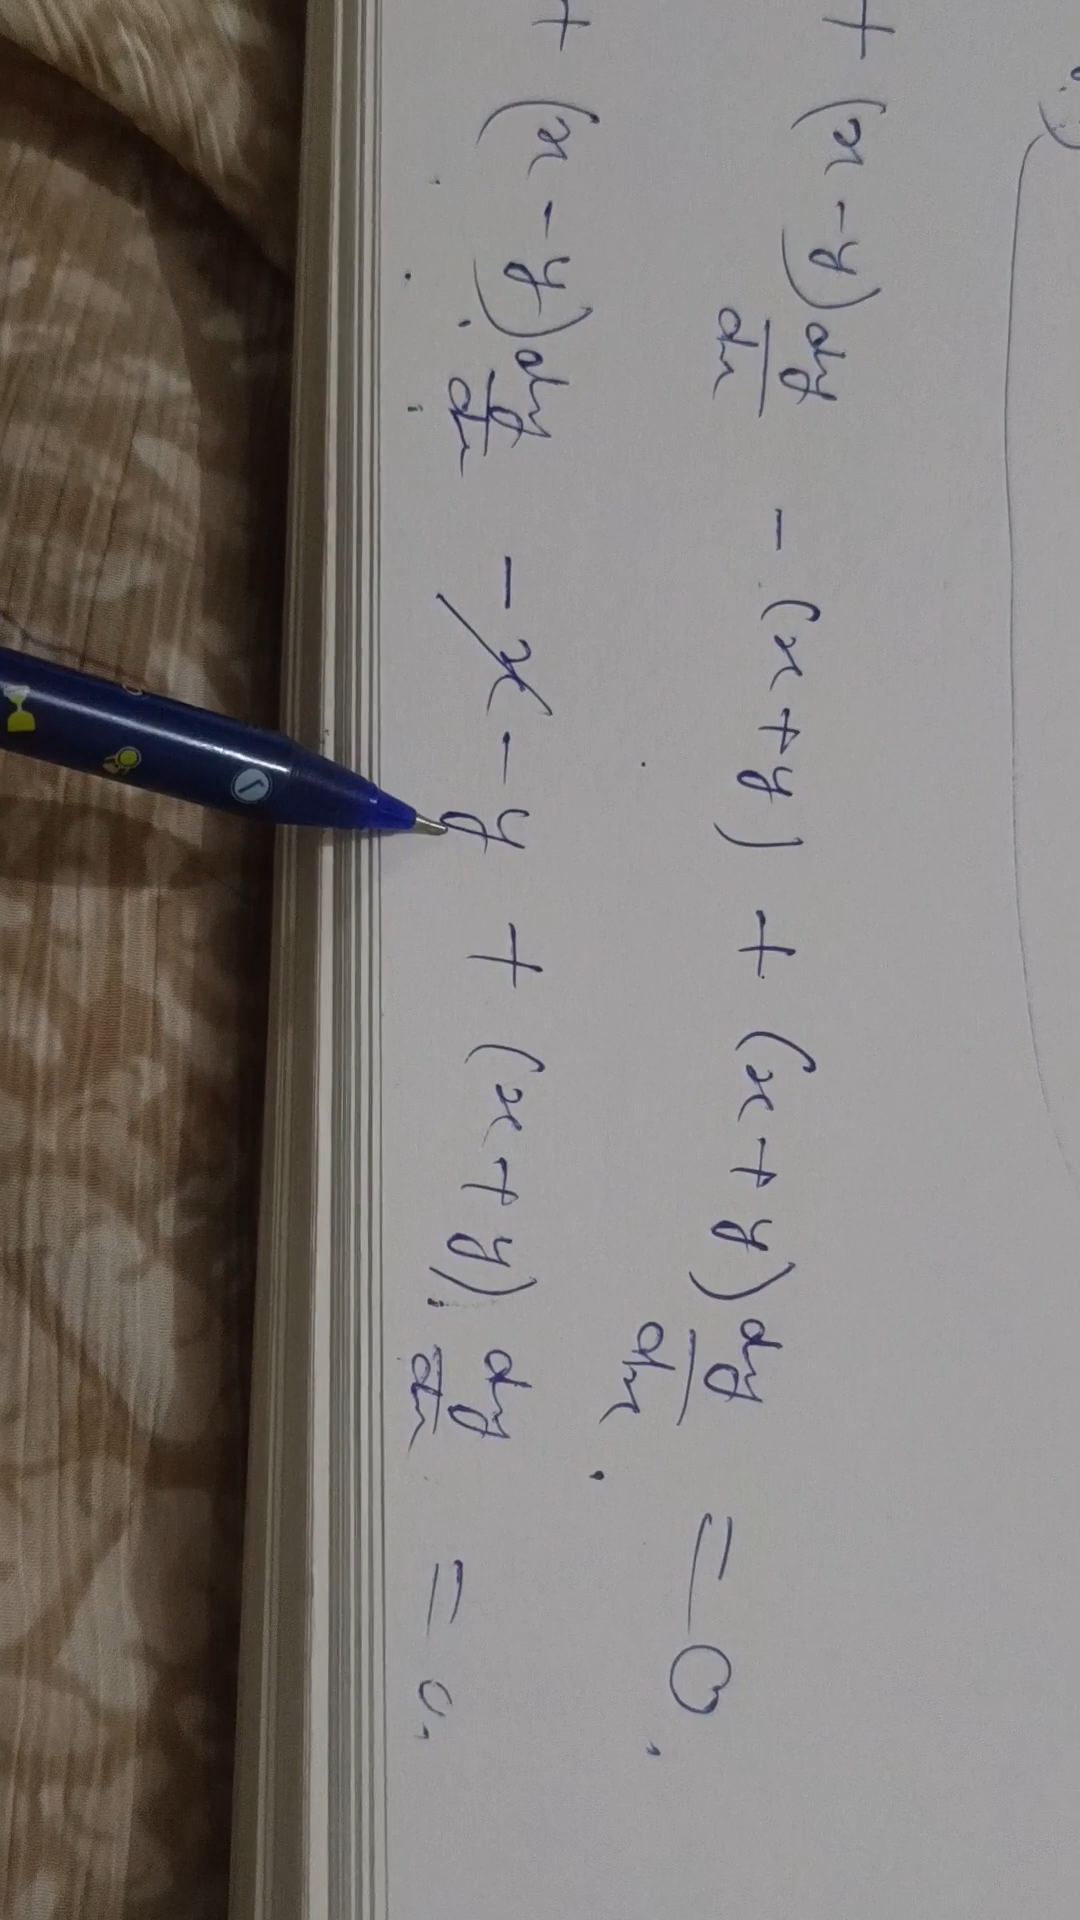 + (x - y) dy/dx - (x + y) + (x + y) dy/dx = 0.
+ (x - y) dy/dx - x - y + (x + y) dy/dx = 0.